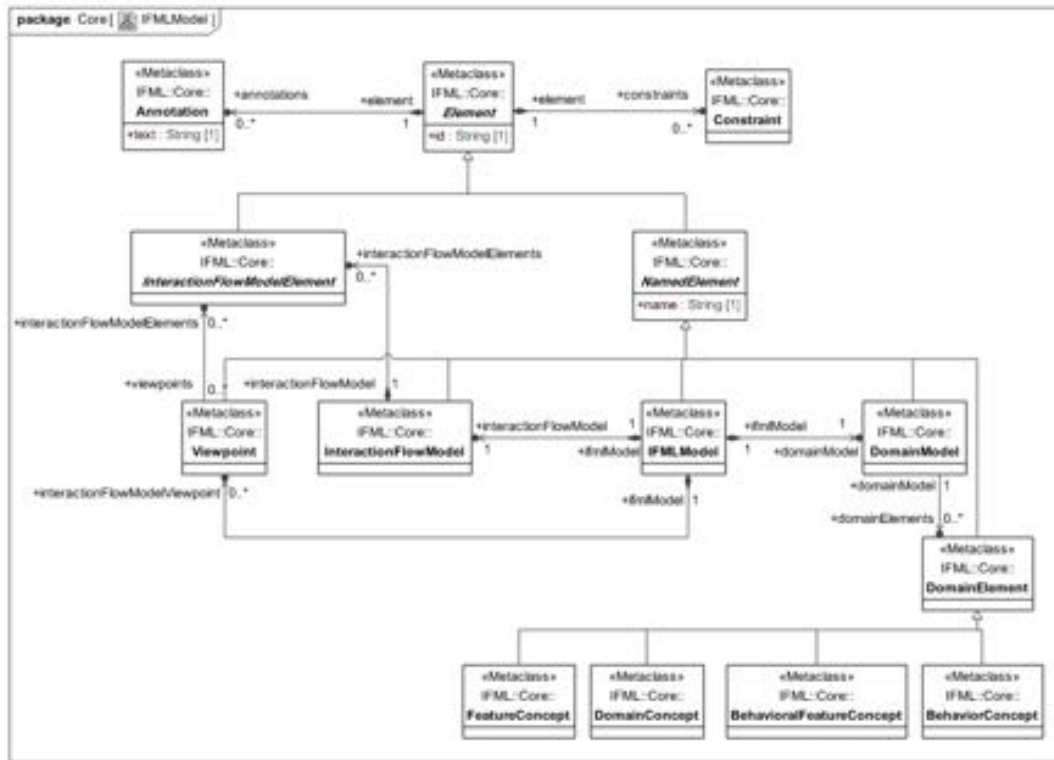 package Core[ IFMLModel ]
«Metaclass»
IFML::Core::
Annotation
+text : String [1]
+annotations
0..*
+element
1
«Metaclass»
IFML::Core::
Element
+id : String [1]
+element
1
+constraints
0..*
«Metaclass»
IFML::Core::
Constraint
«Metaclass»
IFML::Core::
InteractionFlowModelElement
+interactionFlowModelElements
0..*
«Metaclass»
IFML::Core::
NamedElement
+name : String [1]
+interactionFlowModelElements 0..*
+viewpoints 0..*
+interactionFlowModel 1
«Metaclass»
IFML::Core::
Viewpoint
«Metaclass»
IFML::Core::
InteractionFlowModel
+interactionFlowModel 1
1 +ifmlModel
«Metaclass»
IFML::Core::
IFMLModel
+ifmlModel 1
1 +domainModel
«Metaclass»
IFML::Core::
DomainModel
+interactionFlowModelViewpoint 0..*
+ifmlModel 1
+domainModel 1
+domainElements 0..*
«Metaclass»
IFML::Core::
DomainElement
«Metaclass»
IFML::Core::
FeatureConcept
«Metaclass»
IFML::Core::
DomainConcept
«Metaclass»
IFML::Core::
BehavioralFeatureConcept
«Metaclass»
IFML::Core::
BehaviorConcept